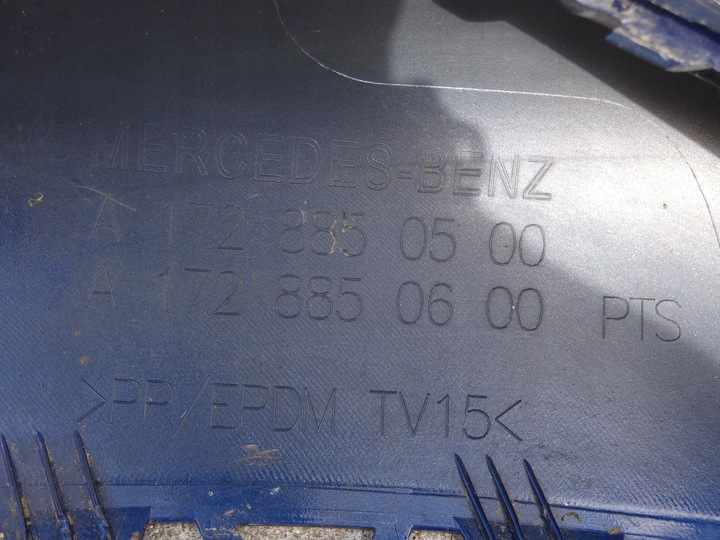 MERCEDES-BENZ
A 172 885 05 00
A 172 885 06 00 PTS
>PP/EPDM TV15<